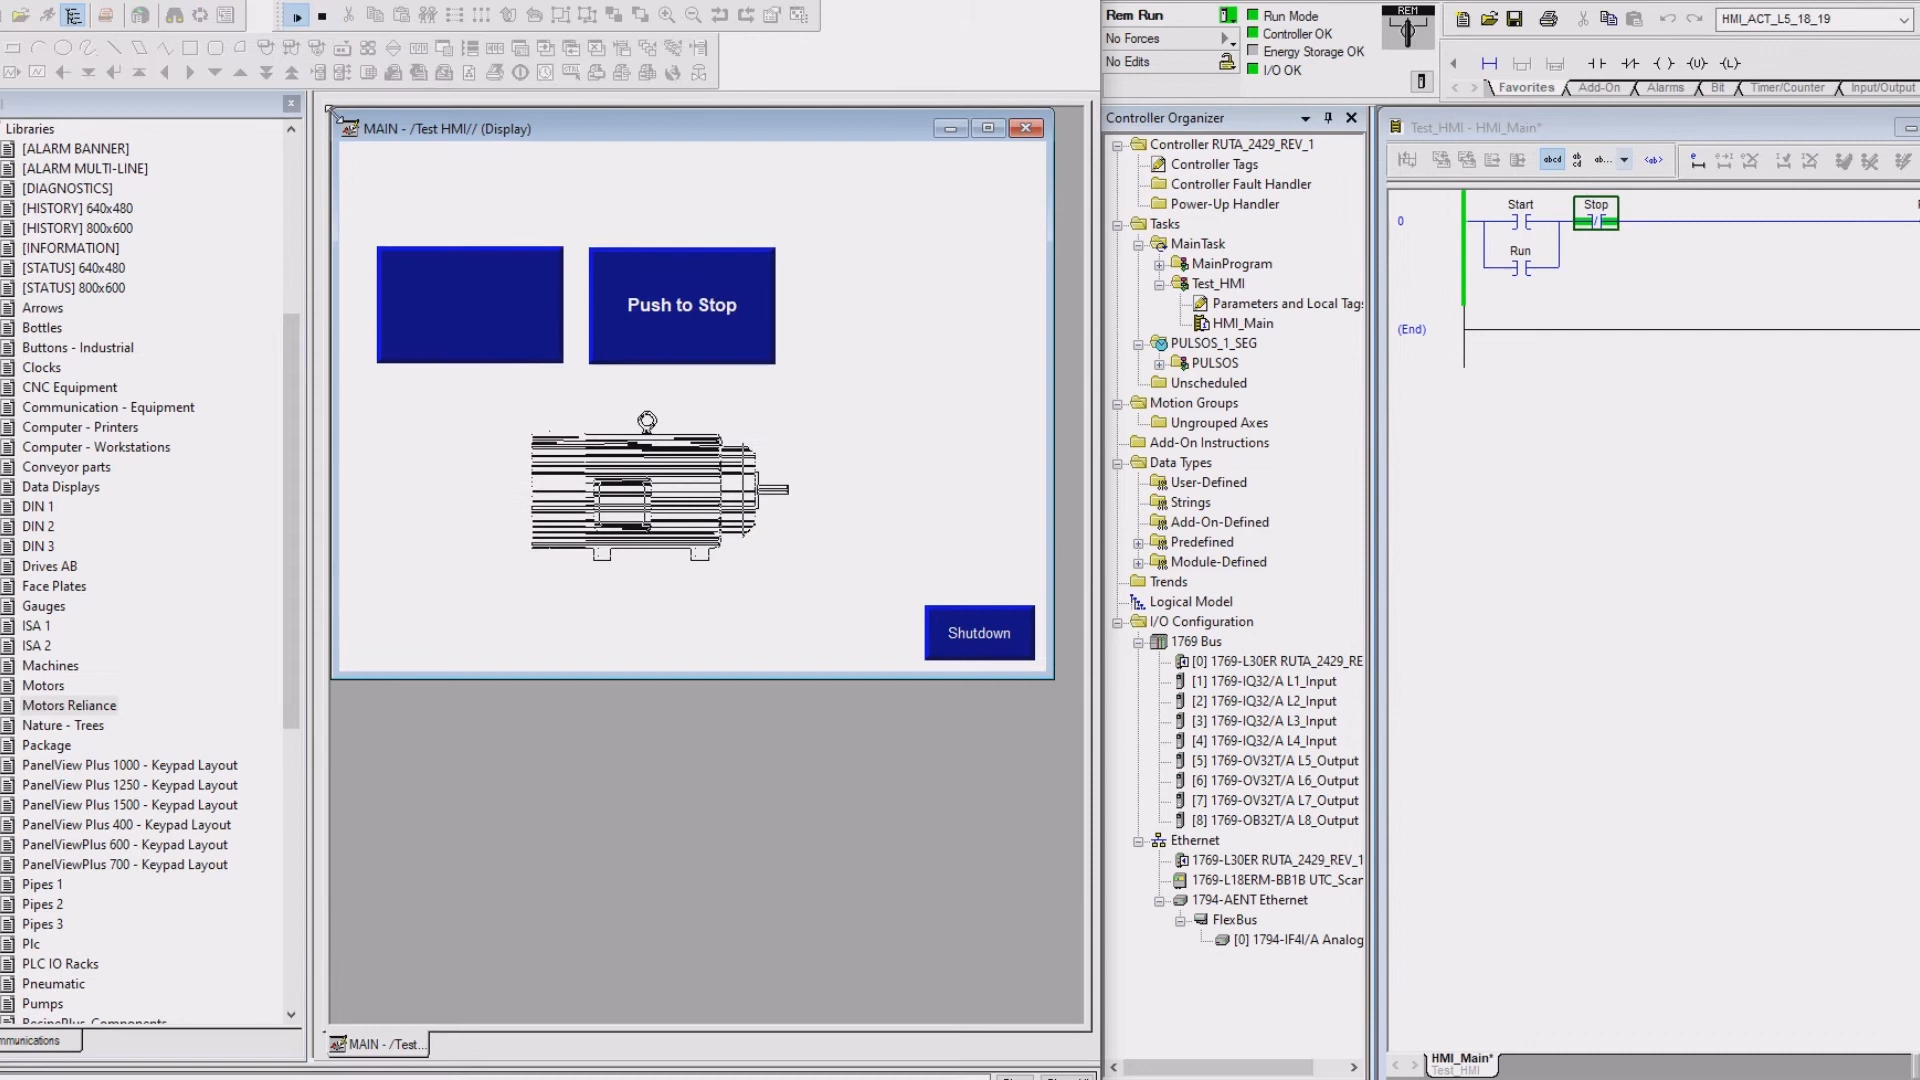 Rem Run
No Forces
No Edits
Run Mode
Controller OK
Energy Storage OK
I/O OK
REM
HMI_ACT_L5_18_19
Favorites
Add-On
Alarms
Bit
Timer/Counter
Input/Output
Libraries
[ALARM BANNER]
[ALARM MULTI-LINE]
[DIAGNOSTICS]
[HISTORY] 640x480
[HISTORY] 800x600
[INFORMATION]
[STATUS] 640x480
[STATUS] 800x600
Arrows
Bottles
Buttons - Industrial
Clocks
CNC Equipment
Communication - Equipment
Computer - Printers
Computer - Workstations
Conveyor parts
Data Displays
DIN 1
DIN 2
DIN 3
Drives AB
Face Plates
Gauges
ISA 1
ISA 2
Machines
Motors
Motors Reliance
Nature - Trees
Package
PanelView Plus 1000 - Keypad Layout
PanelView Plus 1250 - Keypad Layout
PanelView Plus 1500 - Keypad Layout
PanelView Plus 400 - Keypad Layout
PanelViewPlus 600 - Keypad Layout
PanelViewPlus 700 - Keypad Layout
Pipes 1
Pipes 2
Pipes 3
Plc
PLC IO Racks
Pneumatic
Pumps
mmunications
MAIN - /Test HMI// (Display)
Push to Stop
Shutdown
MAIN - /Test...
Controller Organizer
Controller RUTA_2429_REV_1
Controller Tags
Controller Fault Handler
Power-Up Handler
Tasks
MainTask
MainProgram
Test_HMI
Parameters and Local Tag
HMI_Main
PULSOS_1_SEG
PULSOS
Unscheduled
Motion Groups
Ungrouped Axes
Add-On Instructions
Data Types
User-Defined
Strings
Add-On-Defined
Predefined
Module-Defined
Trends
Logical Model
I/O Configuration
1769 Bus
[0] 1769-L30ER RUTA_2429_RE
[1] 1769-IQ32/A L1_Input
[2] 1769-IQ32/A L2_Input
[3] 1769-IQ32/A L3_Input
[4] 1769-IQ32/A L4_Input
[5] 1769-OV32T/A L5_Output
[6] 1769-OV32T/A L6_Output
[7] 1769-OV32T/A L7_Output
[8] 1769-OB32T/A L8_Output
Ethernet
1769-L30ER RUTA_2429_REV_1
1769-L18ERM-BB1B UTC_Scar
1794-AENT Ethernet
FlexBus
[0] 1794-IF4I/A Analog
Test_HMI - HMI_Main*
abcd
ab
cd
ab...
<ab>
0
Start
Stop
Run
(End)
HMI_Main*
Test_HMI